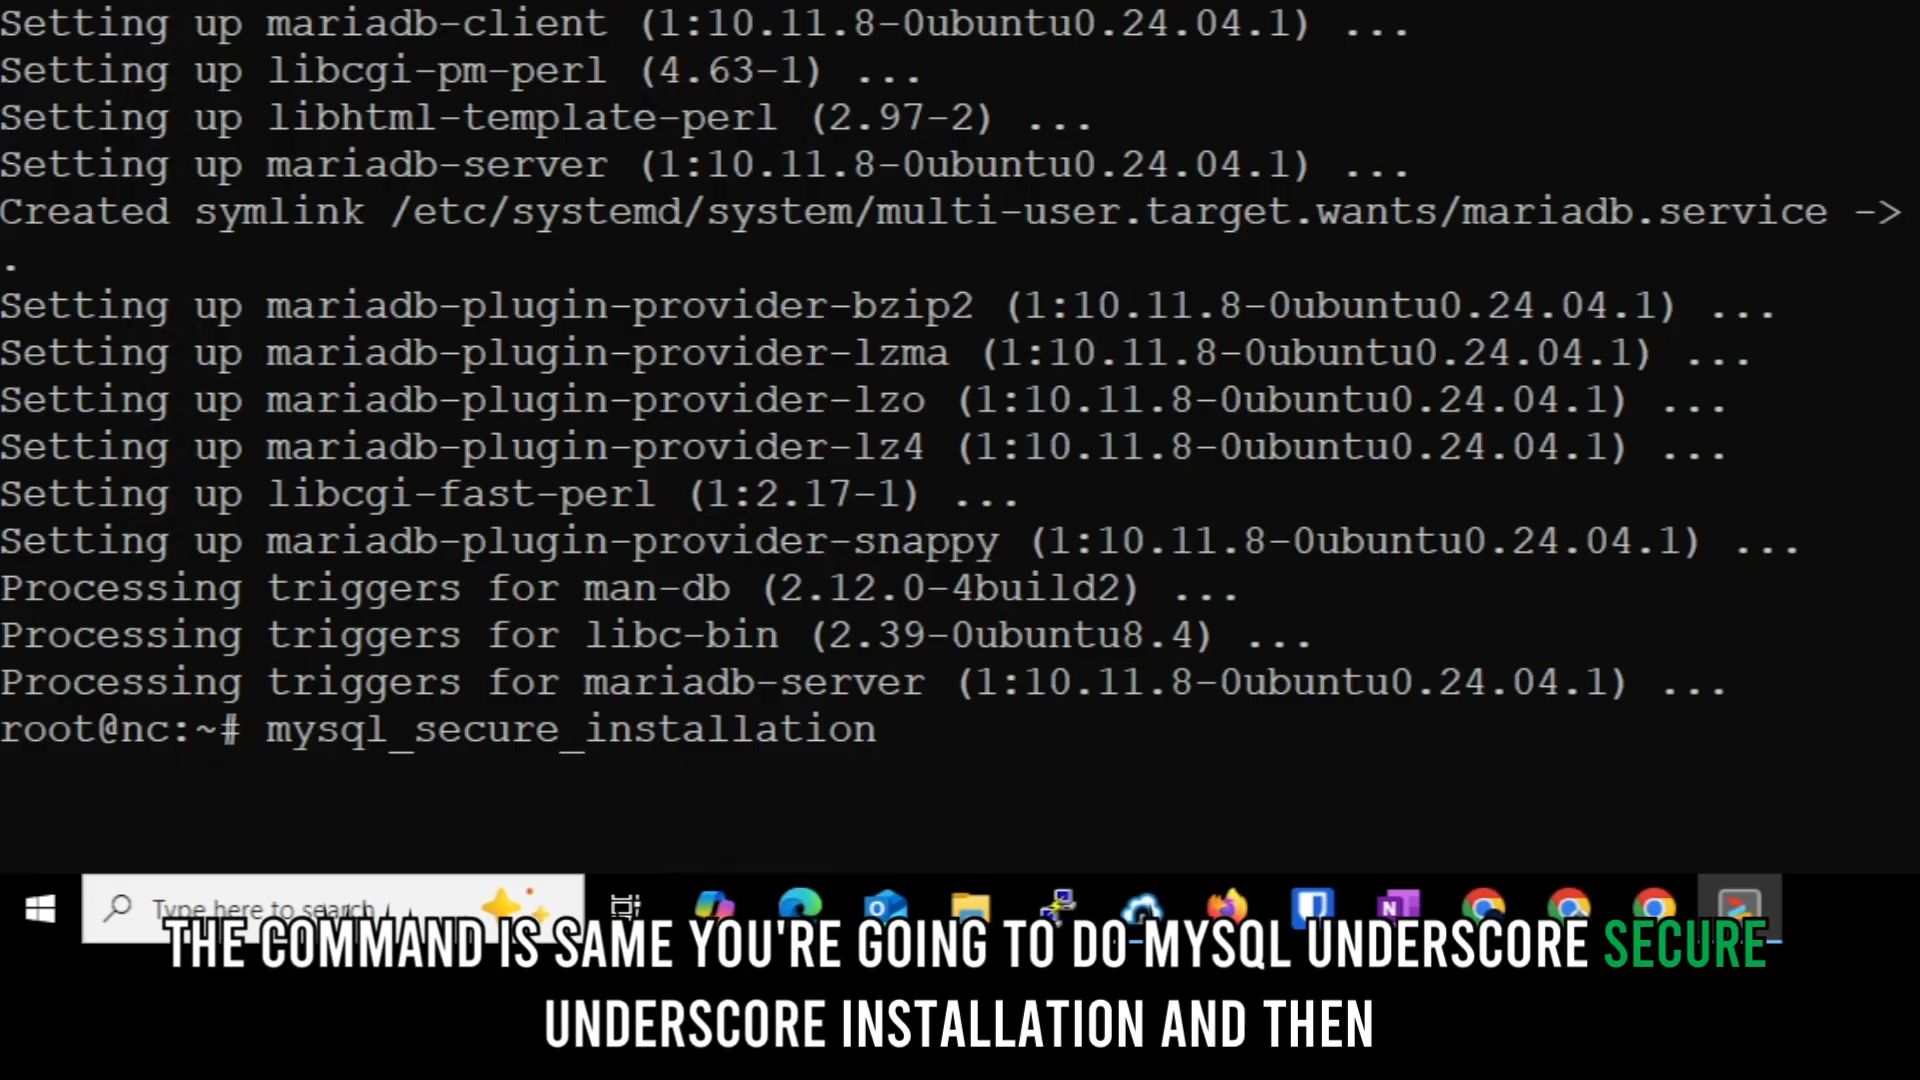 Setting up mariadb-client (1:10.11.8-0ubuntu0.24.04.1) ...
Setting up libcgi-pm-perl (4.63-1) ...
Setting up libhtml-template-perl (2.97-2) ...
Setting up mariadb-server (1:10.11.8-0ubuntu0.24.04.1) ...
Created symlink /etc/systemd/system/multi-user.target.wants/mariadb.service ->
.
Setting up mariadb-plugin-provider-bzip2 (1:10.11.8-0ubuntu0.24.04.1) ...
Setting up mariadb-plugin-provider-lzma (1:10.11.8-0ubuntu0.24.04.1) ...
Setting up mariadb-plugin-provider-lzo (1:10.11.8-0ubuntu0.24.04.1) ...
Setting up mariadb-plugin-provider-lz4 (1:10.11.8-0ubuntu0.24.04.1) ...
Setting up libcgi-fast-perl (1:2.17-1) ...
Setting up mariadb-plugin-provider-snappy (1:10.11.8-0ubuntu0.24.04.1) ...
Processing triggers for man-db (2.12.0-4build2) ...
Processing triggers for libc-bin (2.39-0ubuntu8.4) ...
Processing triggers for mariadb-server (1:10.11.8-0ubuntu0.24.04.1) ...
root@nc:~# mysql_secure_installation
Type here to search
THE COMMAND IS SAME YOU'RE GOING TO DO MYSQL UNDERSCORE SECURE
UNDERSCORE INSTALLATION AND THEN